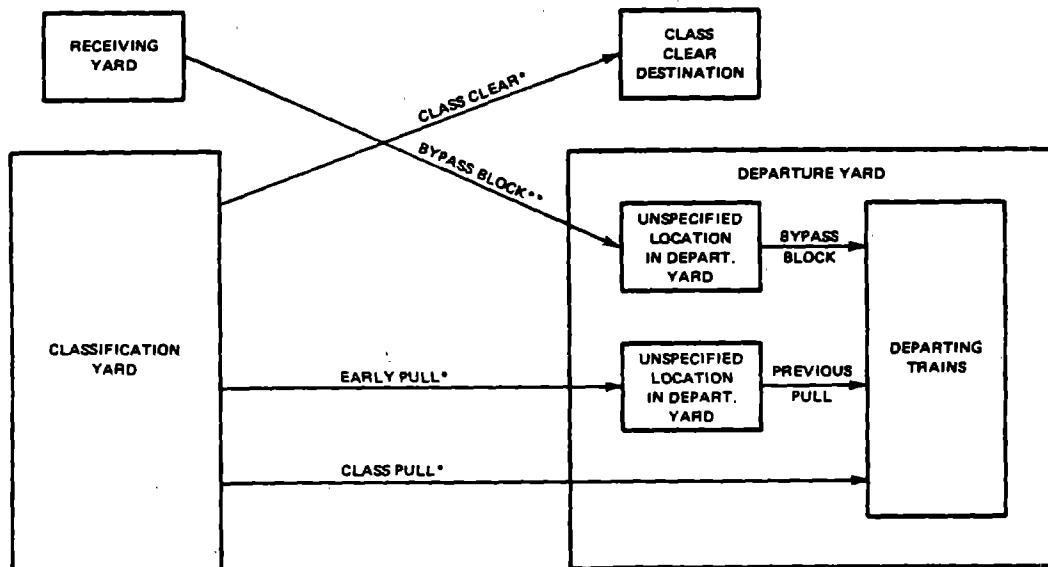 RECEIVING
YARD
CLASS
CLEAR
DESTINATION
CLASS CLEAR*
BYPASS BLOCK**
DEPARTURE YARD
UNSPECIFIED
LOCATION
IN DEPART.
YARD
BYPASS
BLOCK
CLASSIFICATION
YARD
EARLY PULL*
UNSPECIFIED
LOCATION
IN DEPART.
YARD
PREVIOUS
PULL
DEPARTING
TRAINS
CLASS PULL*